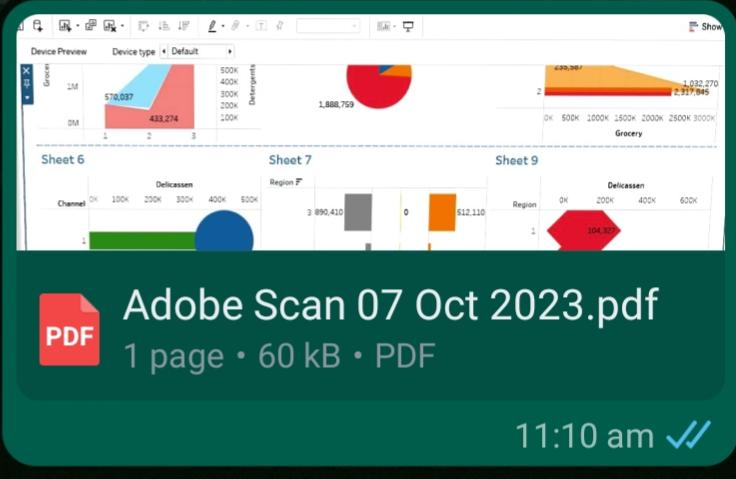 Show
Device Preview Device type Default
Grocery
1M
0M
570,037
433,274
1 2 3
500K
400K
300K
200K
100K
Detergents
1,888,759
1,032,270
2,317,845
2
0K 500K 1000K 1500K 2000K 2500K 3000K
Grocery
Sheet 6 Sheet 7 Sheet 9
Delicassen
Channel 0K 100K 200K 300K 400K 500K
1
Region
3 890,410 0 512,110
Delicassen
Region 0K 200K 600K
1 104,327
PDF
Adobe Scan 07 Oct 2023.pdf
1 page • 60 kB • PDF
11:10 am